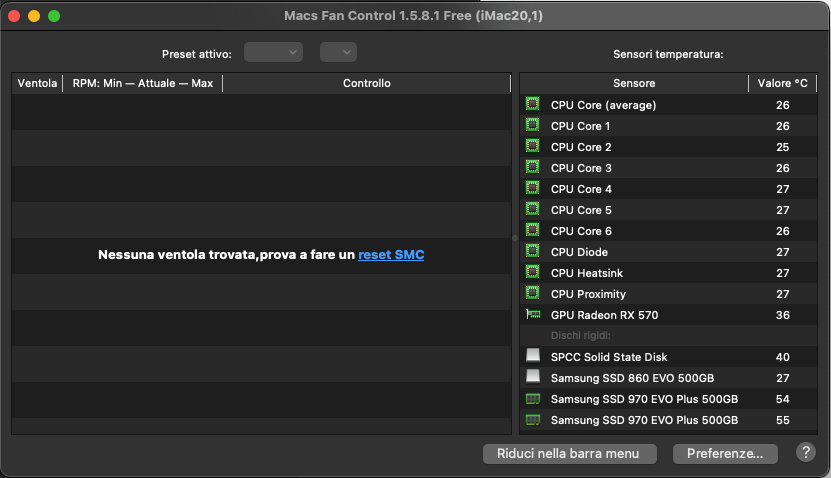 Macs Fan Control 1.5.8.1 Free (iMac20,1)
Preset attivo:
Sensori temperatura:
Ventola RPM: Min — Attuale — Max Controllo
Sensore Valore °C
CPU Core (average) 26
CPU Core 1 26
CPU Core 2 25
CPU Core 3 26
CPU Core 4 27
CPU Core 5 27
CPU Core 6 26
CPU Diode 27
CPU Heatsink 27
CPU Proximity 27
GPU Radeon RX 570 36
Dischi rigidi:
SPCC Solid State Disk 40
Samsung SSD 860 EVO 500GB 27
Samsung SSD 970 EVO Plus 500GB 54
Samsung SSD 970 EVO Plus 500GB 55
Nessuna ventola trovata,prova a fare un reset SMC
Riduci nella barra menu Preferenze... ?